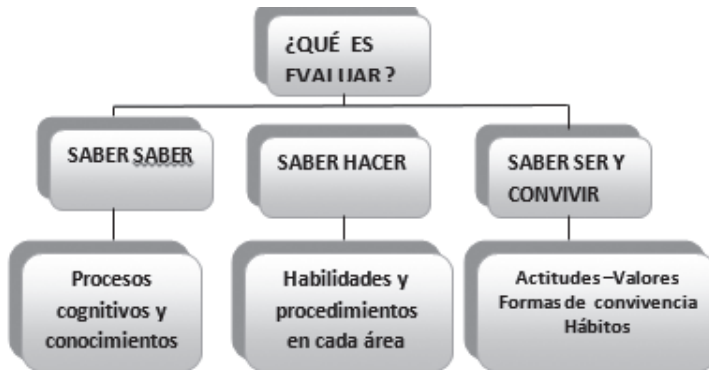 ¿QUÉ ES
EVALUAR?
SABER SABER
SABER HACER
SABER SER Y
CONVIVIR
Procesos
cognitivos y
conocimientos
Habilidades y
procedimientos
en cada área
Actitudes –Valores
Formas de convivencia
Hábitos